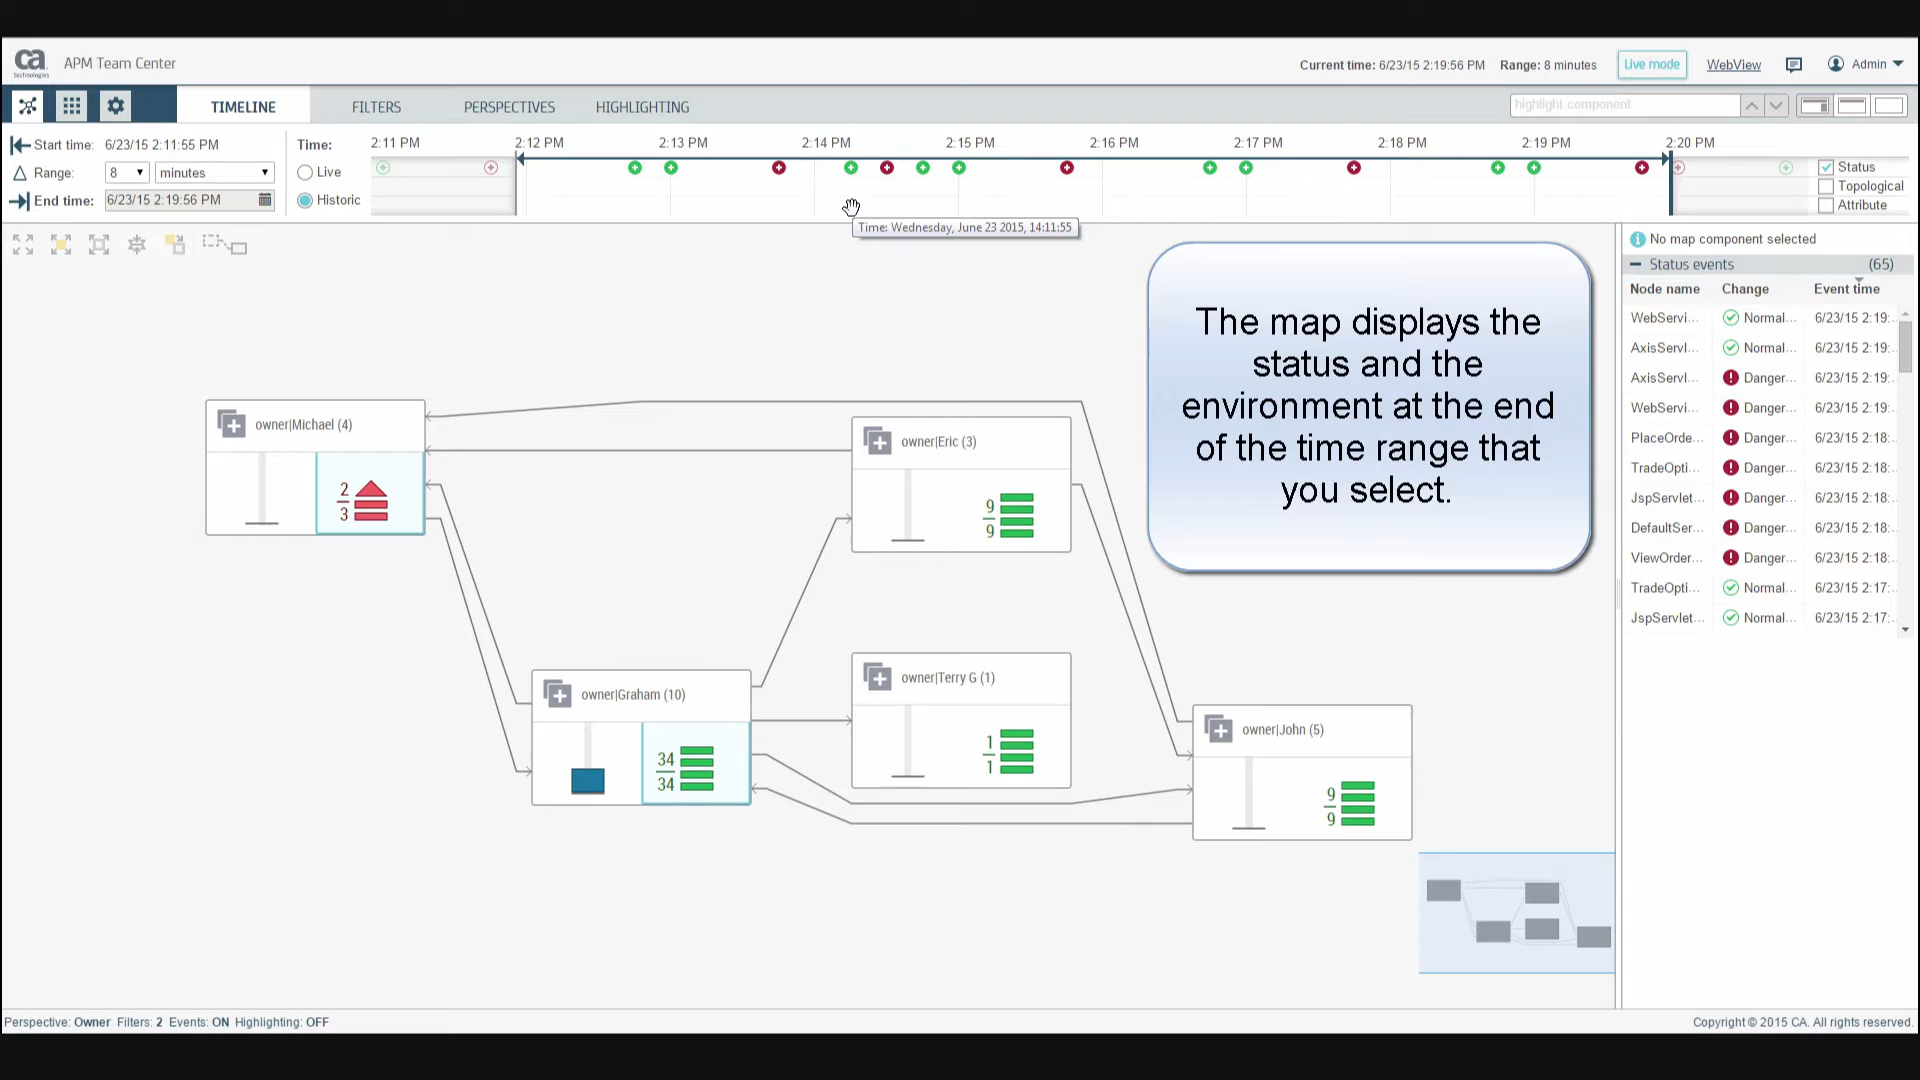 ca
technologies
APM Team Center
Current time: 6/23/15 2:19:56 PM Range: 8 minutes
Live mode
WebView
Admin
TIMELINE
FILTERS
PERSPECTIVES
HIGHLIGHTING
highlight component
Start time: 6/23/15 2:11:55 PM
Range: 8 minutes
End time: 6/23/15 2:19:56 PM
Time:
Live
Historic
2:11 PM 2:12 PM 2:13 PM 2:14 PM 2:15 PM 2:16 PM 2:17 PM 2:18 PM 2:19 PM 2:20 PM
Status
Topological
Attribute
Time: Wednesday, June 23 2015, 14:11:55
The map displays the
status and the
environment at the end
of the time range that
you select.
No map component selected
Status events (65)
Node name Change Event time
WebServi... Normal... 6/23/15 2:19:...
AxisServl... Normal... 6/23/15 2:19:...
AxisServl... Danger... 6/23/15 2:19:...
WebServi... Danger... 6/23/15 2:19:...
PlaceOrde... Danger... 6/23/15 2:18:...
TradeOpti... Danger... 6/23/15 2:18:...
JspServlet... Danger... 6/23/15 2:18:...
DefaultSer... Danger... 6/23/15 2:18:...
ViewOrder... Danger... 6/23/15 2:18:...
TradeOpti... Normal... 6/23/15 2:17:...
JspServlet... Normal... 6/23/15 2:17:...
owner|Michael (4)
2
3
owner|Eric (3)
9
9
owner|Graham (10)
34
34
owner|Terry G (1)
1
1
owner|John (5)
9
9
Perspective: Owner Filters: 2 Events: ON Highlighting: OFF
Copyright © 2015 CA. All rights reserved.